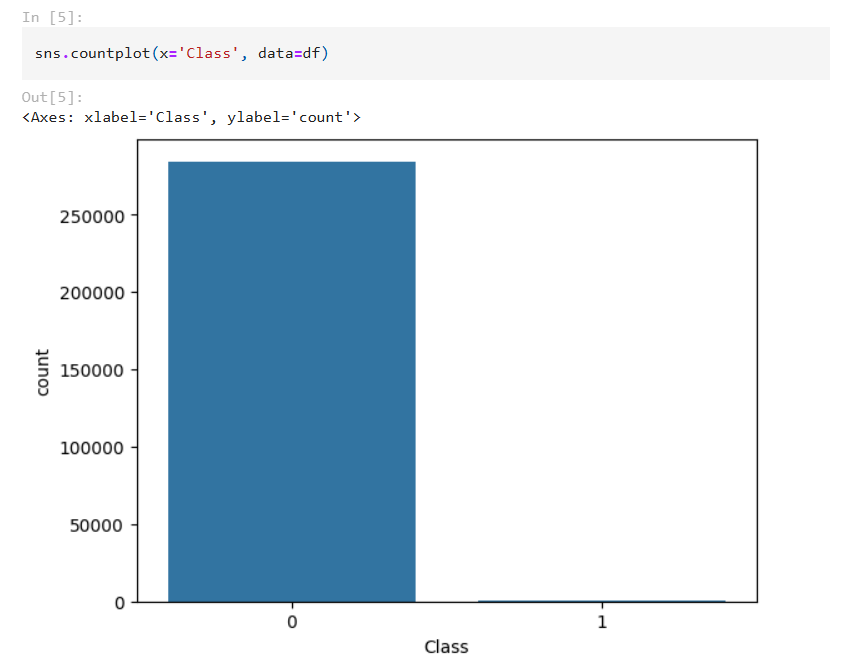 In [5]:
sns.countplot(x='Class', data=df)
Out[5]:
<Axes: xlabel='Class', ylabel='count'>
250000
200000
150000
100000
50000
0
count
0
1
Class